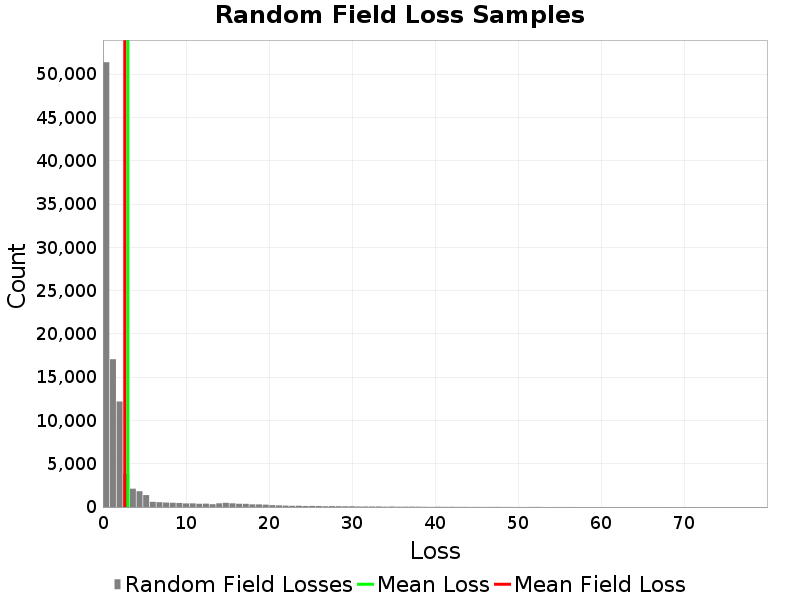 Random Field Loss Samples
Count
50,000
45,000
40,000
35,000
30,000
25,000
20,000
15,000
10,000
5,000
0
0 10 20 30 40 50 60 70
Loss
Random Field Losses Mean Loss Mean Field Loss